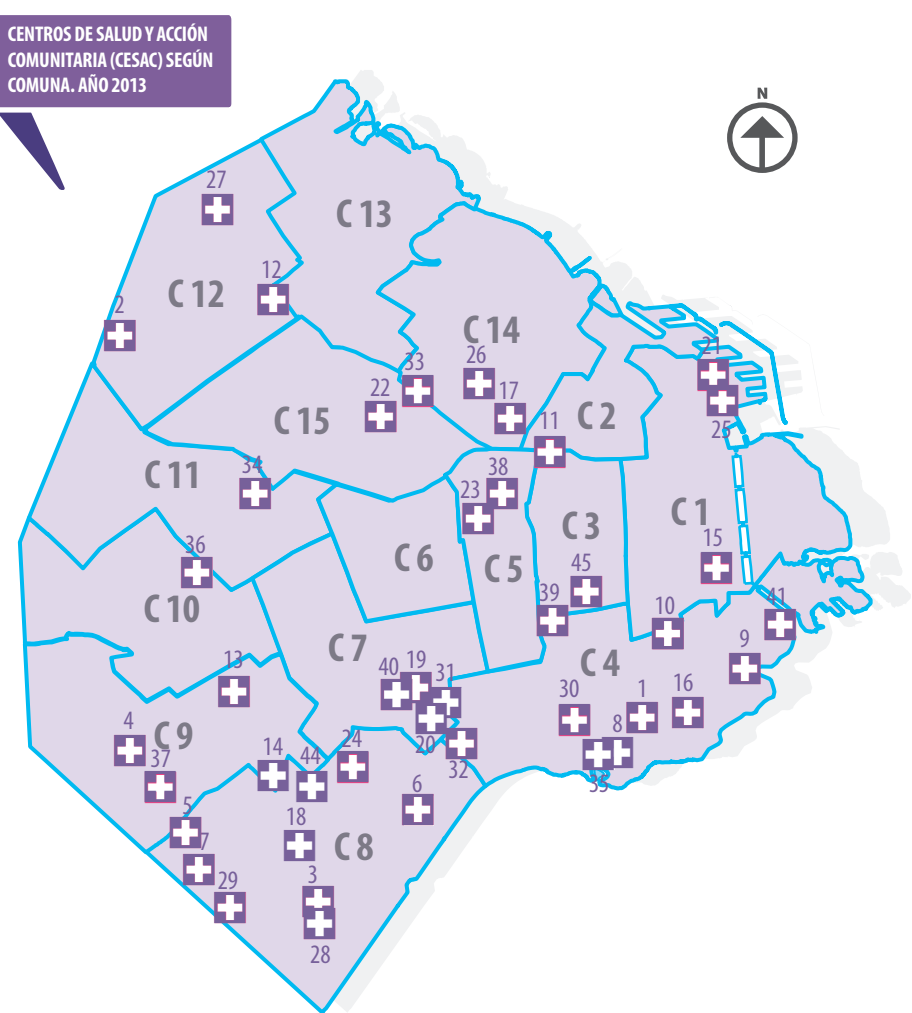 CENTROS DE SALUD Y ACCIÓN
COMUNITARIA (CESAC) SEGÚN
COMUNA. AÑO 2013
N
27
C 13
12
C 12
2
C 14
21
26
33
22
17
C 2
C 15
11
25
38
34
C 11
23
C 1
C 3
15
36
C 6
C 5
45
C 10
39
41
10
C 7
9
C 4
13
19
40
31
30
1
16
4
C 9
8
20
24
14
44
32
37
35
6
5
18
7
C 8
3
29
28